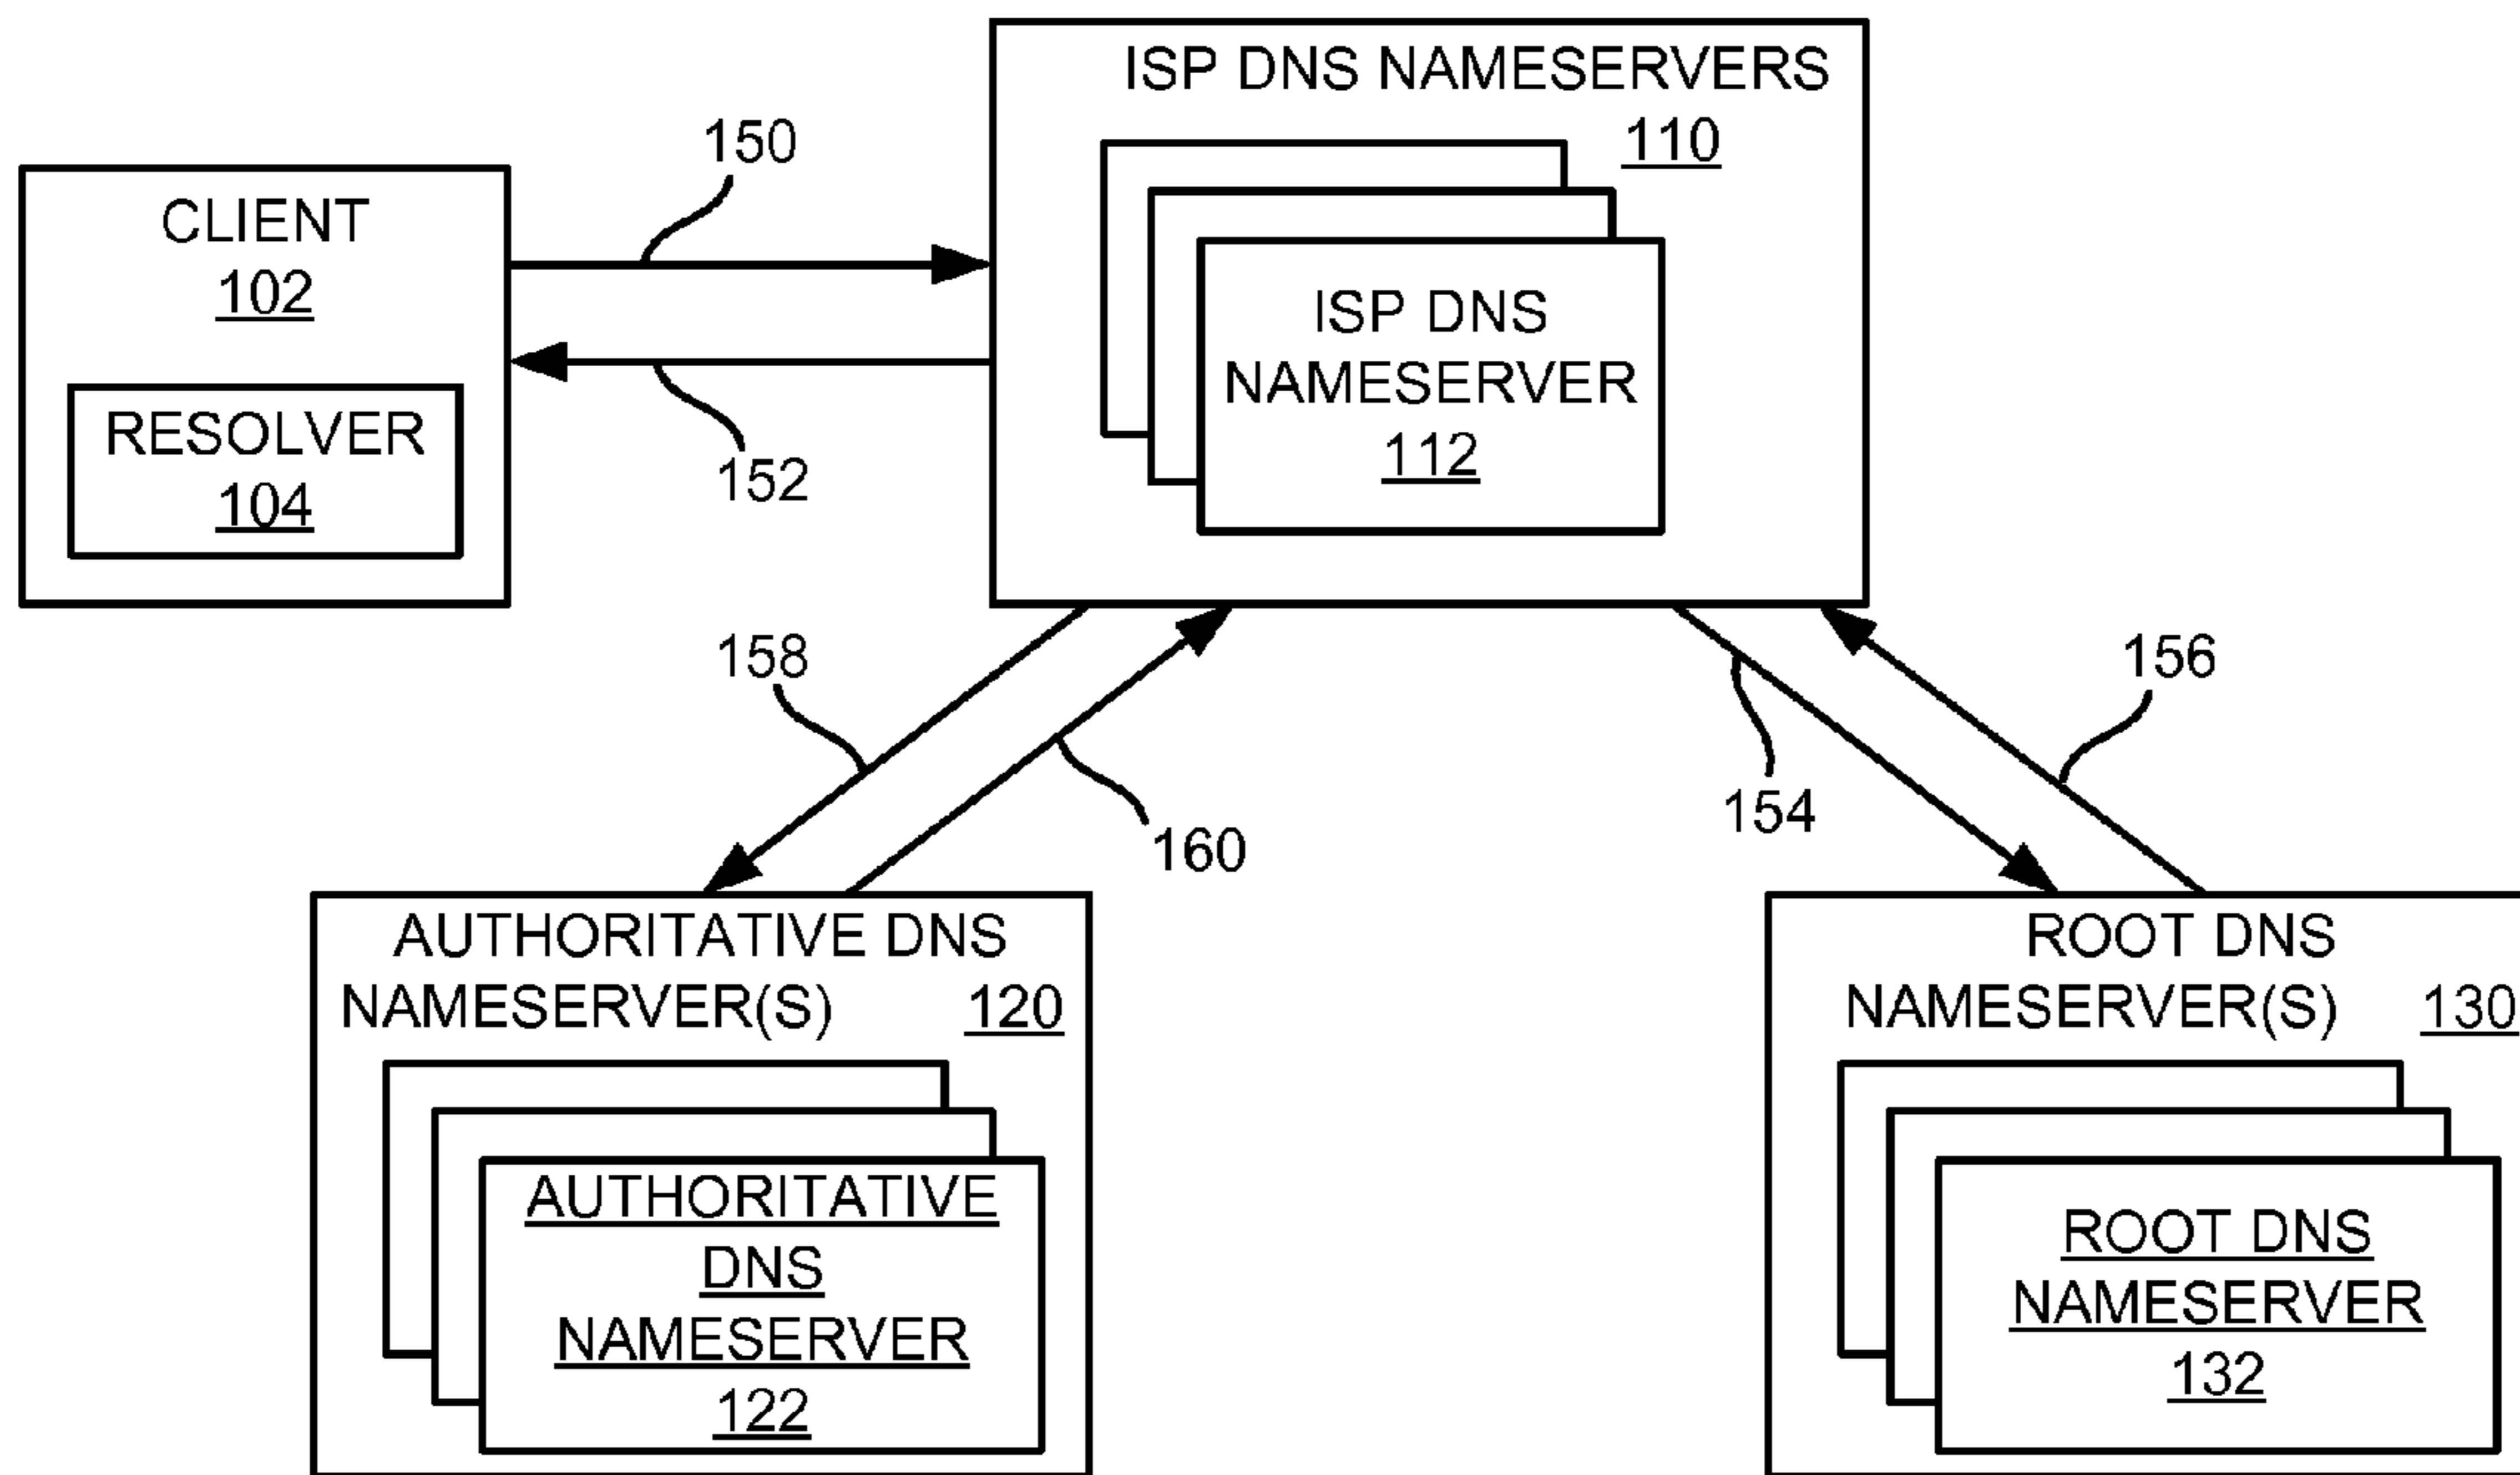 ISP DNS NAMESERVERS
110
150
CLIENT
102
ISP DNS
NAMESERVER
112
RESOLVER
104
152
158
160
154
156
AUTHORITATIVE DNS
NAMESERVER(S) 120
AUTHORITATIVE
DNS
NAMESERVER
122
ROOT DNS
NAMESERVER(S) 130
ROOT DNS
NAMESERVER
132